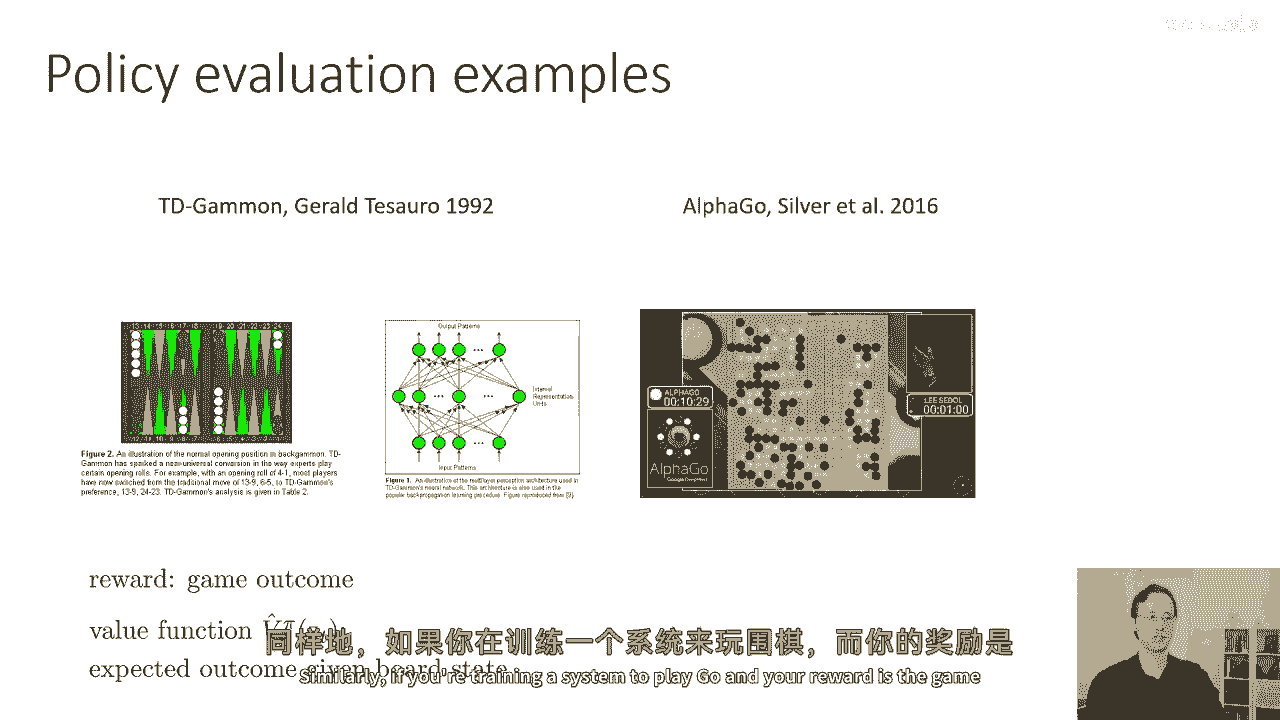 Policy evaluation examples
TD-Gammon, Gerald Tesauro 1992
AlphaGo, Silver et al. 2016
Output Patterns
Internal
Representation
Units
Input Patterns
Figure 2. An illustration of the normal opening position in backgammon. TD-
Gammon has sparked a near-universal conversion in the way experts play
certain opening rolls. For example, with an opening roll of 4-1, most players
have now switched from the traditional move of 13-9, 6-5, to TD-Gammon's
preference, 13-9, 24-23. TD-Gammon's analysis is given in Table 2.
Figure 1. An illustration of the multilayer perception architecture used in
TD-Gammon's neural network. This architecture is also used in the
popular backpropagation learning procedure. Figure reproduced from [9].
ALPHAGO
00:10:29
AlphaGo
Google DeepMind
LEE SEDOL
00:01:00
reward: game outcome
value function
expected outcome given board state
同样地，如果你在训练一个系统来玩围棋，而你的奖励是
Similarly, if you're training a system to play Go and your reward is the game